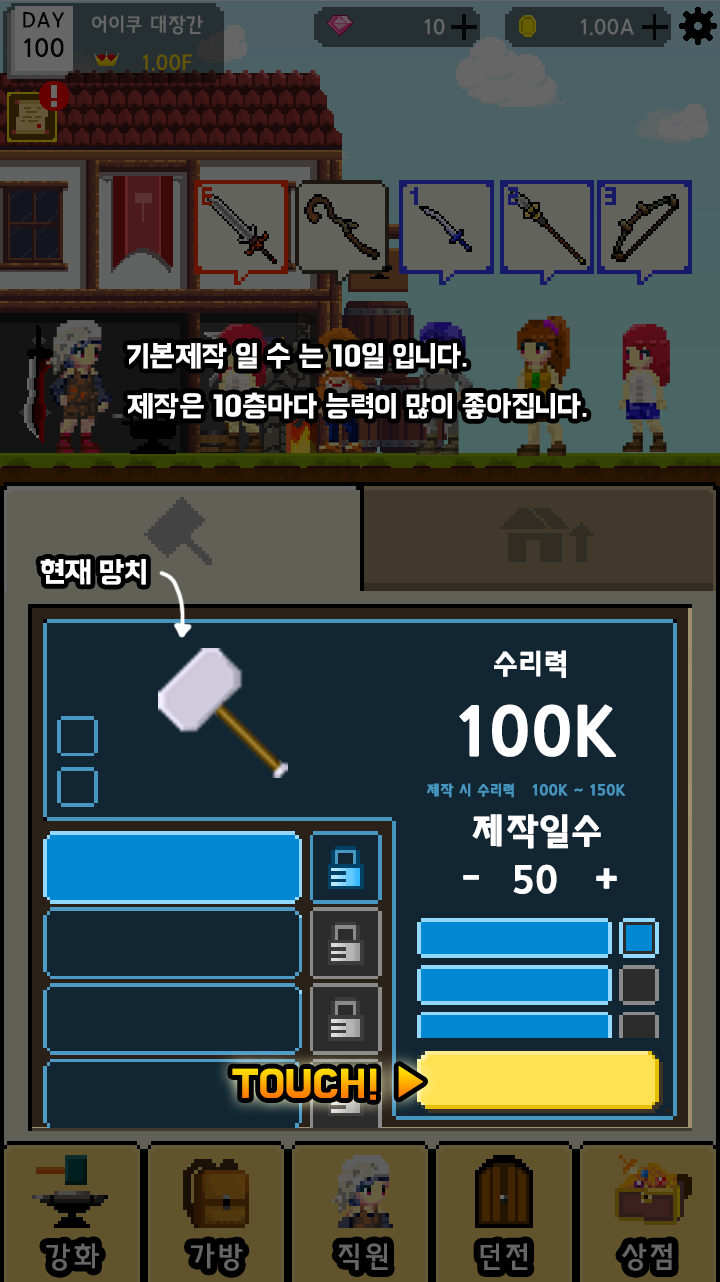 DAY
100
어이쿠 대장간
1.00F
10
1.00A
E
1
2
3
기본제작 일 수 는 10일 입니다.
제작은 10층마다 능력이 많이 좋아집니다.
현재 망치
수리력
100K
제작 시 수리력 100K ~ 150K
제작일수
- 50 +
TOUCH!
강화
가방
직원
던전
상점